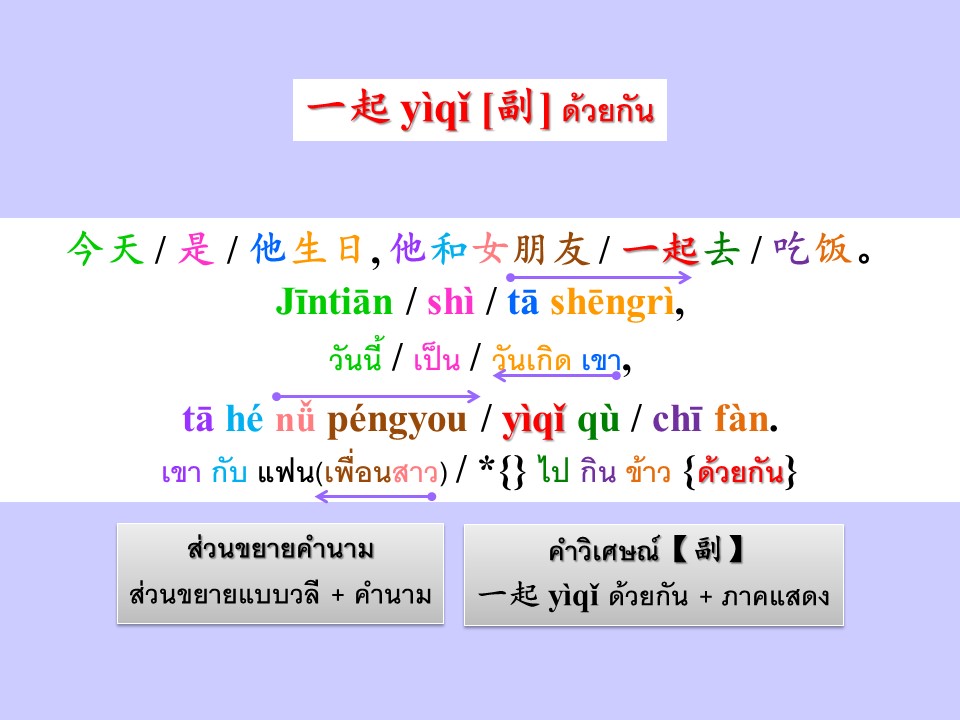 一起 yìqǐ [副] ด้วยกัน
今天 / 是 / 他生日, 他和女朋友 / 一起去 / 吃饭。
Jīntiān / shì / tā shēngrì,
วันนี้ / เป็น / วันเกิด เขา,
tā hé nǚ péngyou / yìqǐ qù / chī fàn.
เขา กับ แฟน(เพื่อนสาว) / *{} ไป กิน ข้าว {ด้วยกัน}
ส่วนขยายคำนาม
ส่วนขยายแบบวลี + คำนาม
คำวิเศษณ์【副】
一起 yìqǐ ด้วยกัน + ภาคแสดง